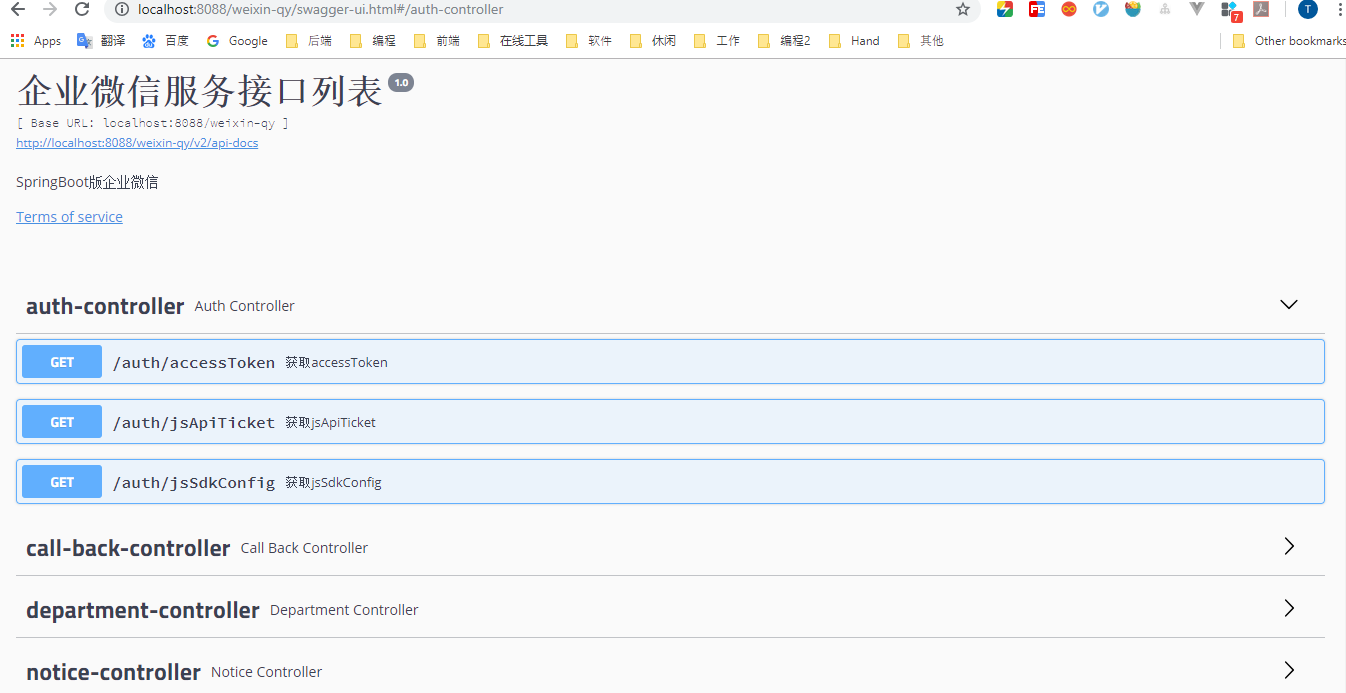 localhost:8088/weixin-qy/swagger-ui.html#/auth-controller
7
T
Apps 翻译 百度 Google 后端 编程 前端 在线工具 软件 休闲 工作 编程2 Hand 其他 Other bookmarks
企业微信服务接口列表 1.0
[ Base URL: localhost:8088/weixin-qy ]
http://localhost:8088/weixin-qy/v2/api-docs
SpringBoot版企业微信
Terms of service
auth-controller Auth Controller
GET /auth/accessToken 获取accessToken
GET /auth/jsApiTicket 获取jsApiTicket
GET /auth/jsSdkConfig 获取jsSdkConfig
call-back-controller Call Back Controller
department-controller Department Controller
notice-controller Notice Controller